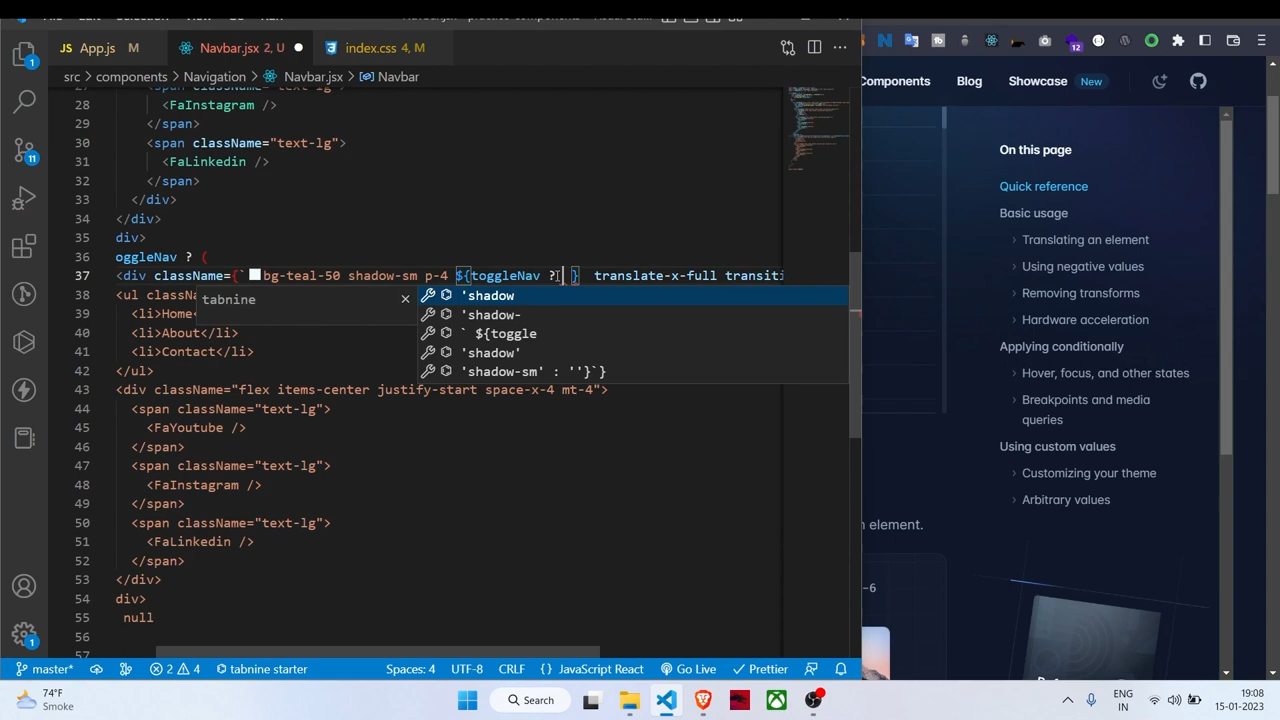 App.js M
Navbar.jsx 2, U
index.css 4, M
src > components > Navigation > Navbar.jsx > Navbar
28 <FaInstagram />
29 </span>
30 <span className="text-lg">
31 <FaLinkedin />
32 </span>
33 </div>
34 </div>
35 div>
36 oggleNav ? (
37 <div className={`bg-teal-50 shadow-sm p-4 ${toggleNav ? } translate-x-full transiti
38 <ul classNa
39 <li>Home<
40 <li>About</li>
41 <li>Contact</li>
42 </ul>
43 <div className="flex items-center justify-start space-x-4 mt-4">
44 <span className="text-lg">
45 <FaYoutube />
46 </span>
47 <span className="text-lg">
48 <FaInstagram />
49 </span>
50 <span className="text-lg">
51 <FaLinkedin />
52 </span>
53 </div>
54 div>
55 null
56
57
tabnine
'shadow
'shadow-
` ${toggle
'shadow'
'shadow-sm' : ''}`}
1
11
1
master*
2 4
tabnine starter
Spaces: 4
UTF-8
CRLF
{} JavaScript React
Go Live
Prettier
12
Components
Blog
Showcase New
On this page
Quick reference
Basic usage
> Translating an element
> Using negative values
> Removing transforms
> Hardware acceleration
Applying conditionally
> Hover, focus, and other states
> Breakpoints and media
queries
Using custom values
> Customizing your theme
> Arbitrary values
n element.
-6
74°F
Smoke
Search
ENG
IN
19:08
15-01-2023